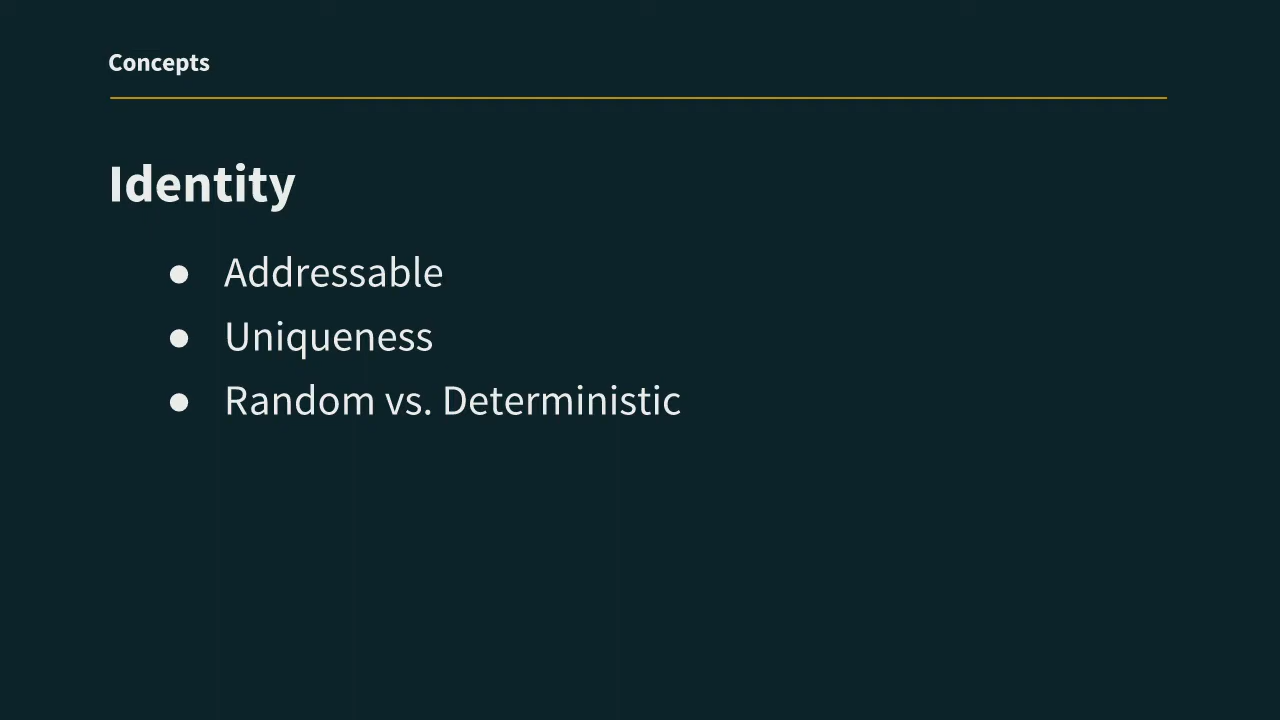 Concepts
Identity
● Addressable
● Uniqueness
● Random vs. Deterministic